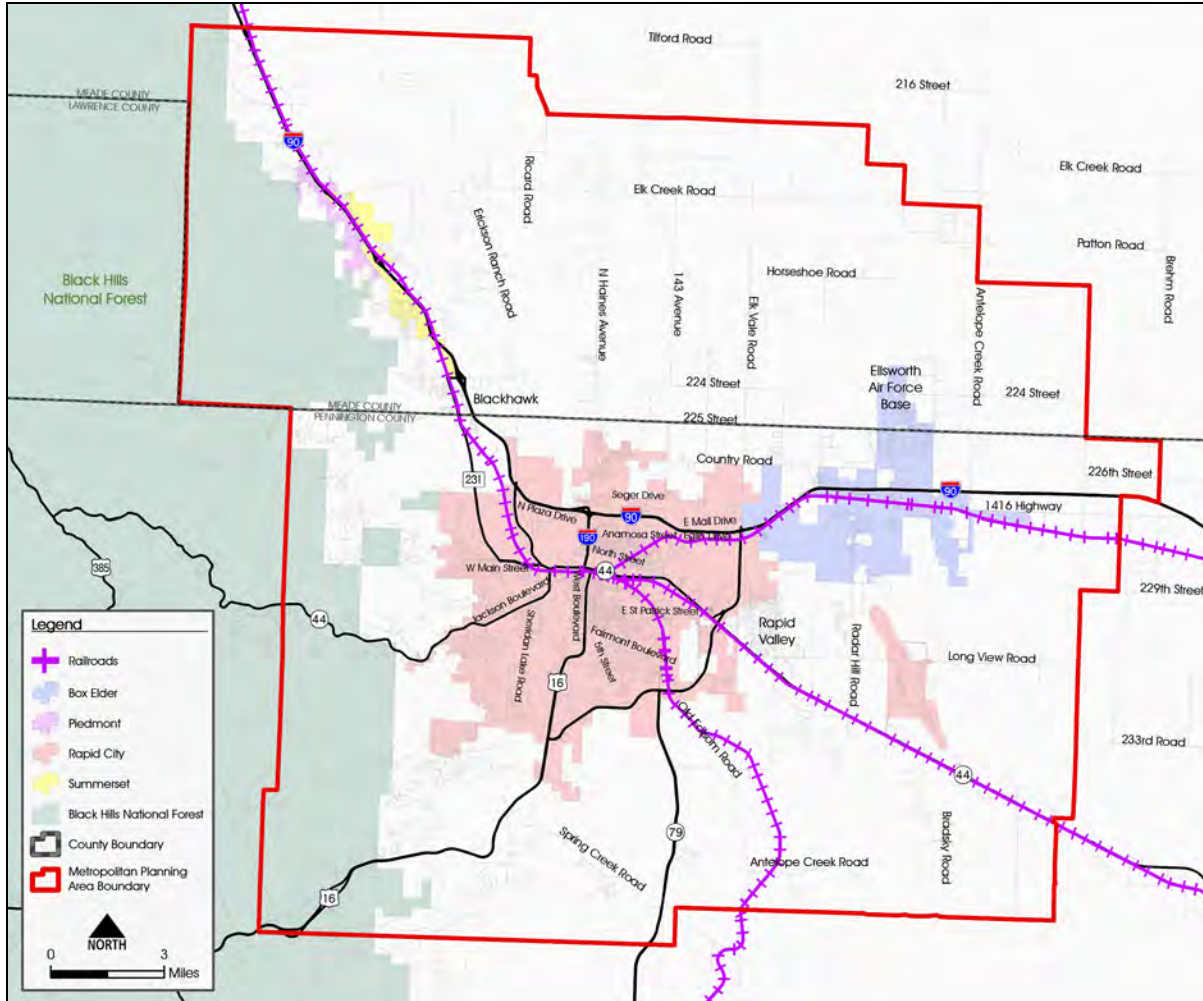 Tilford Road
216 Street
MEADE COUNTY
LAWRENCE COUNTY
90
Ricard Road
Elk Creek Road
Elk Creek Road
Erickson Ranch Road
Patton Road
Black Hills
National Forest
N Haines Avenue
143 Avenue
Elk Vale Road
Horseshoe Road
Antelope Creek Road
Brehm Road
Ellsworth
Air Force
Base
224 Street
224 Street
Blackhawk
MEADE COUNTY
PENNINGTON COUNTY
225 Street
Country Road
226th Street
231
Seger Drive
90
1416 Highway
N Plaza Drive
90
E Mall Drive
190
Anamosa Street
North Street
385
W Main Street
44
229th Street
Jackson Boulevard
West Boulevard
E St Patrick Street
44
Sheridan Lake Road
Fairmont Boulevard
5th Street
Rapid
Valley
Radar Hill Road
Long View Road
16
Old Folsom Road
233rd Road
44
79
Spring Creek Road
Antelope Creek Road
Bradsky Road
16
Legend
Railroads
Box Elder
Piedmont
Rapid City
Summerset
Black Hills National Forest
County Boundary
Metropolitan Planning
Area Boundary
NORTH
0 3
Miles